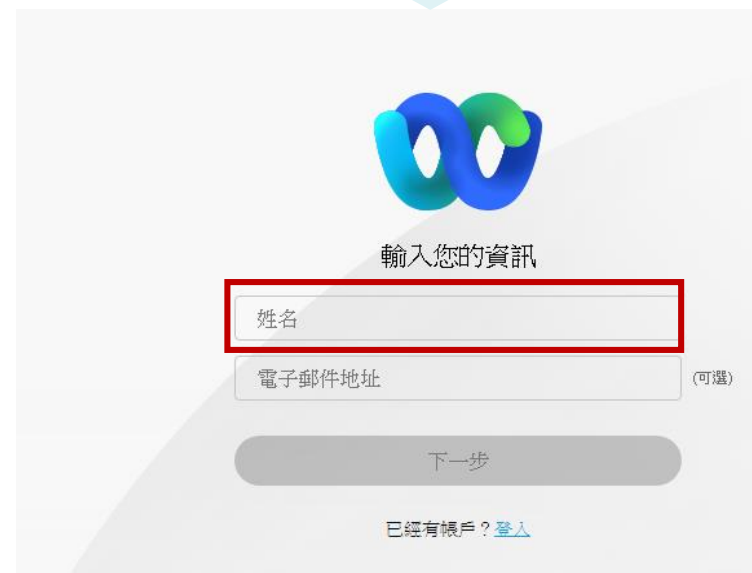 輸入您的資訊
姓名
電子郵件地址 (可選)
下一步
已經有帳戶？登入